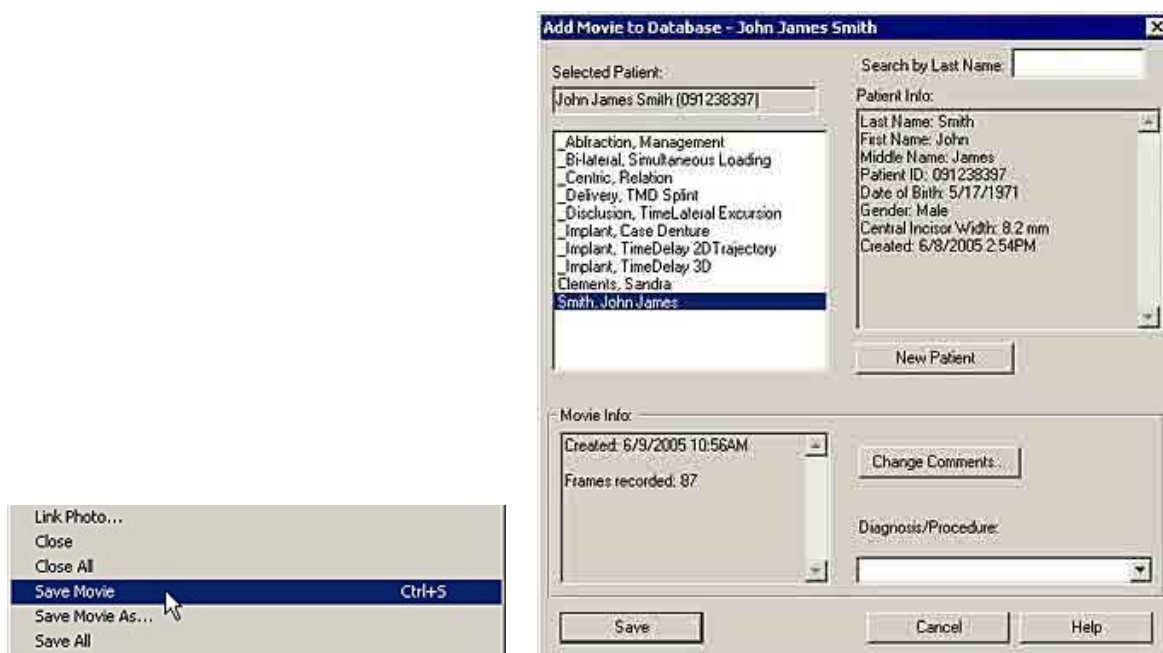 Link Photo...
Close
Close All
Save Movie Ctrl+S
Save Movie As...
Save All
Add Movie to Database - John James Smith
Selected Patient:
John James Smith (091238397)
_Abfraction, Management
_Bi-lateral, Simultaneous Loading
_Centric, Relation
_Delivery, TMD Splint
_Disclusion, TimeLateral Excursion
_Implant, Case Denture
_Implant, TimeDelay 2DTrajectory
_Implant, TimeDelay 3D
Clements, Sandra
Smith, John James
Search by Last Name:
Patient Info:
Last Name: Smith
First Name: John
Middle Name: James
Patient ID: 091238397
Date of Birth: 5/17/1971
Gender: Male
Central Incisor Width: 8.2 mm
Created: 6/8/2005 2:54PM
New Patient
Movie Info:
Created: 6/9/2005 10:56AM
Frames recorded: 87
Change Comments...
Diagnosis/Procedure:
Save
Cancel
Help